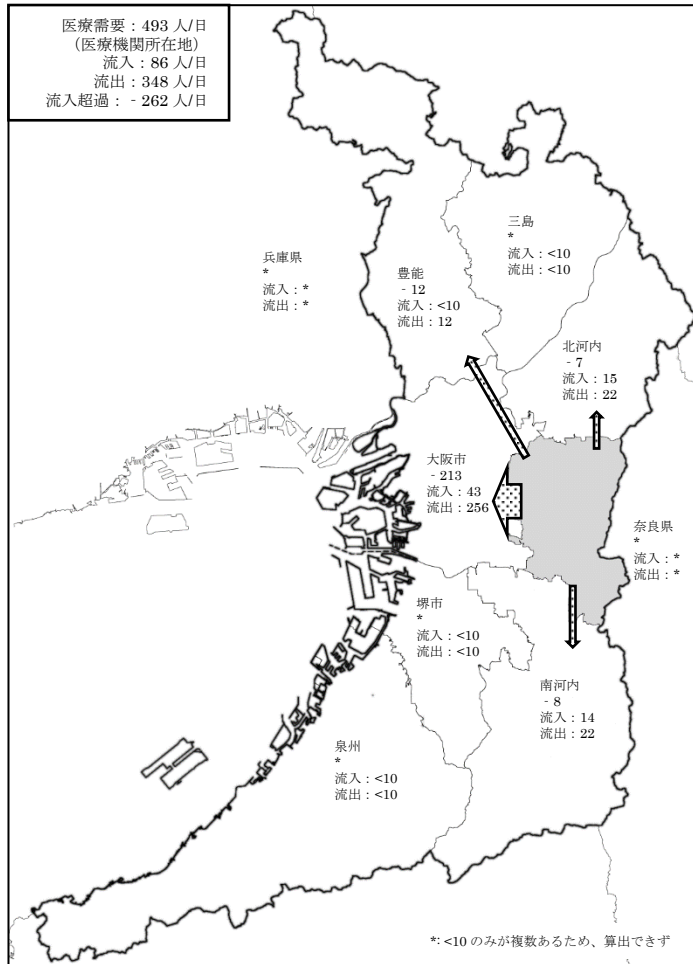 医療需要：493 人/日
（医療機関所在地）
流入：86 人/日
流出：348 人/日
流入超過：- 262 人/日
三島
*
流入：<10
流出：<10
兵庫県
*
流入：*
流出：*
豊能
- 12
流入：<10
流出：12
北河内
- 7
流入：15
流出：22
大阪市
- 213
流入：43
流出：256
奈良県
*
流入：*
流出：*
堺市
*
流入：<10
流出：<10
南河内
- 8
流入：14
流出：22
泉州
*
流入：<10
流出：<10
*: <10 のみが複数あるため、算出できず